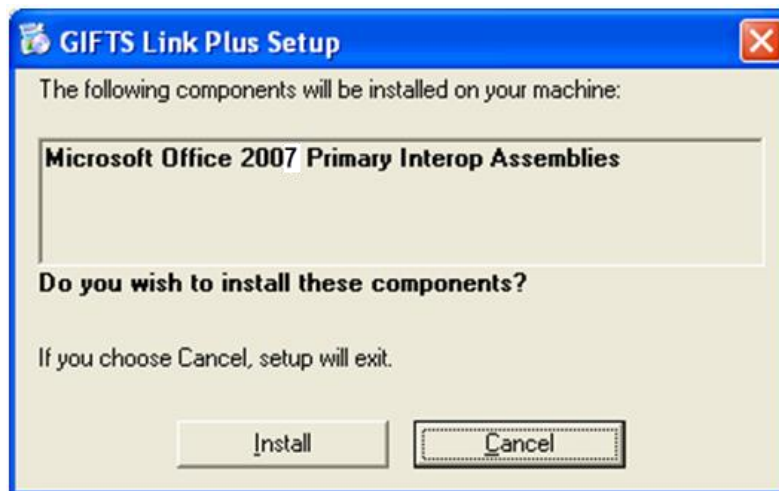 GIFTS Link Plus Setup
The following components will be installed on your machine:
Microsoft Office 2007 Primary Interop Assemblies
Do you wish to install these components?
If you choose Cancel, setup will exit.
Install
Cancel